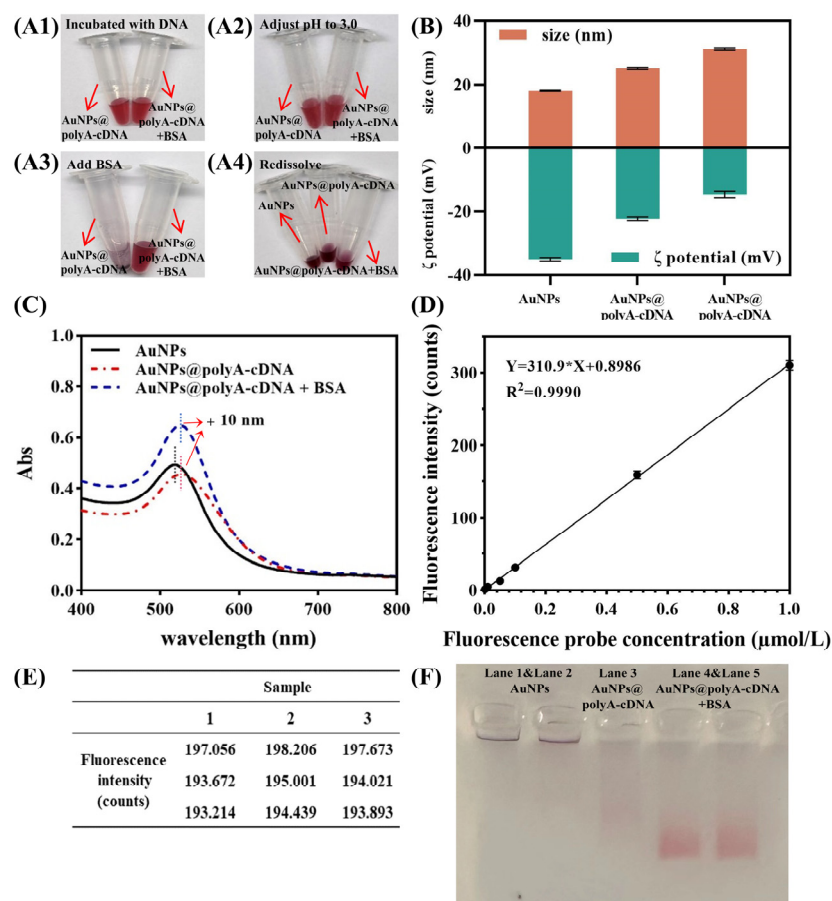 (A1)
Incubated with DNA
AuNPs@
polyA-cDNA
AuNPs@
polyA-cDNA
+BSA
(A2)
Adjust pH to 3.0
AuNPs@
polyA-cDNA
AuNPs@
polyA-cDNA
+BSA
(A3)
Add BSA
AuNPs@
polyA-cDNA
AuNPs@
polyA-cDNA
+BSA
(A4)
Redissolve
AuNPs@polyA-cDNA
AuNPs
AuNPs@polyA-cDNA+BSA
(B)
size (nm)
size (nm)
40
20
0
-20
-40
ζ potential (mV)
ζ potential (mV)
AuNPs
AuNPs@
polyA-cDNA
AuNPs@
polyA-cDNA
(C)
AuNPs
AuNPs@polyA-cDNA
AuNPs@polyA-cDNA + BSA
+ 10 nm
Abs
1.0
0.8
0.6
0.4
0.2
0.0
400
500
600
700
800
wavelength (nm)
(D)
Y=310.9*X+0.8986
R²=0.9990
Fluorescence intensity (counts)
300
200
100
0
0.0
0.2
0.4
0.6
0.8
1.0
Fluorescence probe concentration (μmol/L)
(E)
Sample
1 2 3
Fluorescence
intensity
(counts)
197.056 198.206 197.673
193.672 195.001 194.021
193.214 194.439 193.893
(F)
Lane 1&Lane 2
AuNPs
Lane 3
AuNPs@
polyA-cDNA
Lane 4&Lane 5
AuNPs@polyA-cDNA
+BSA